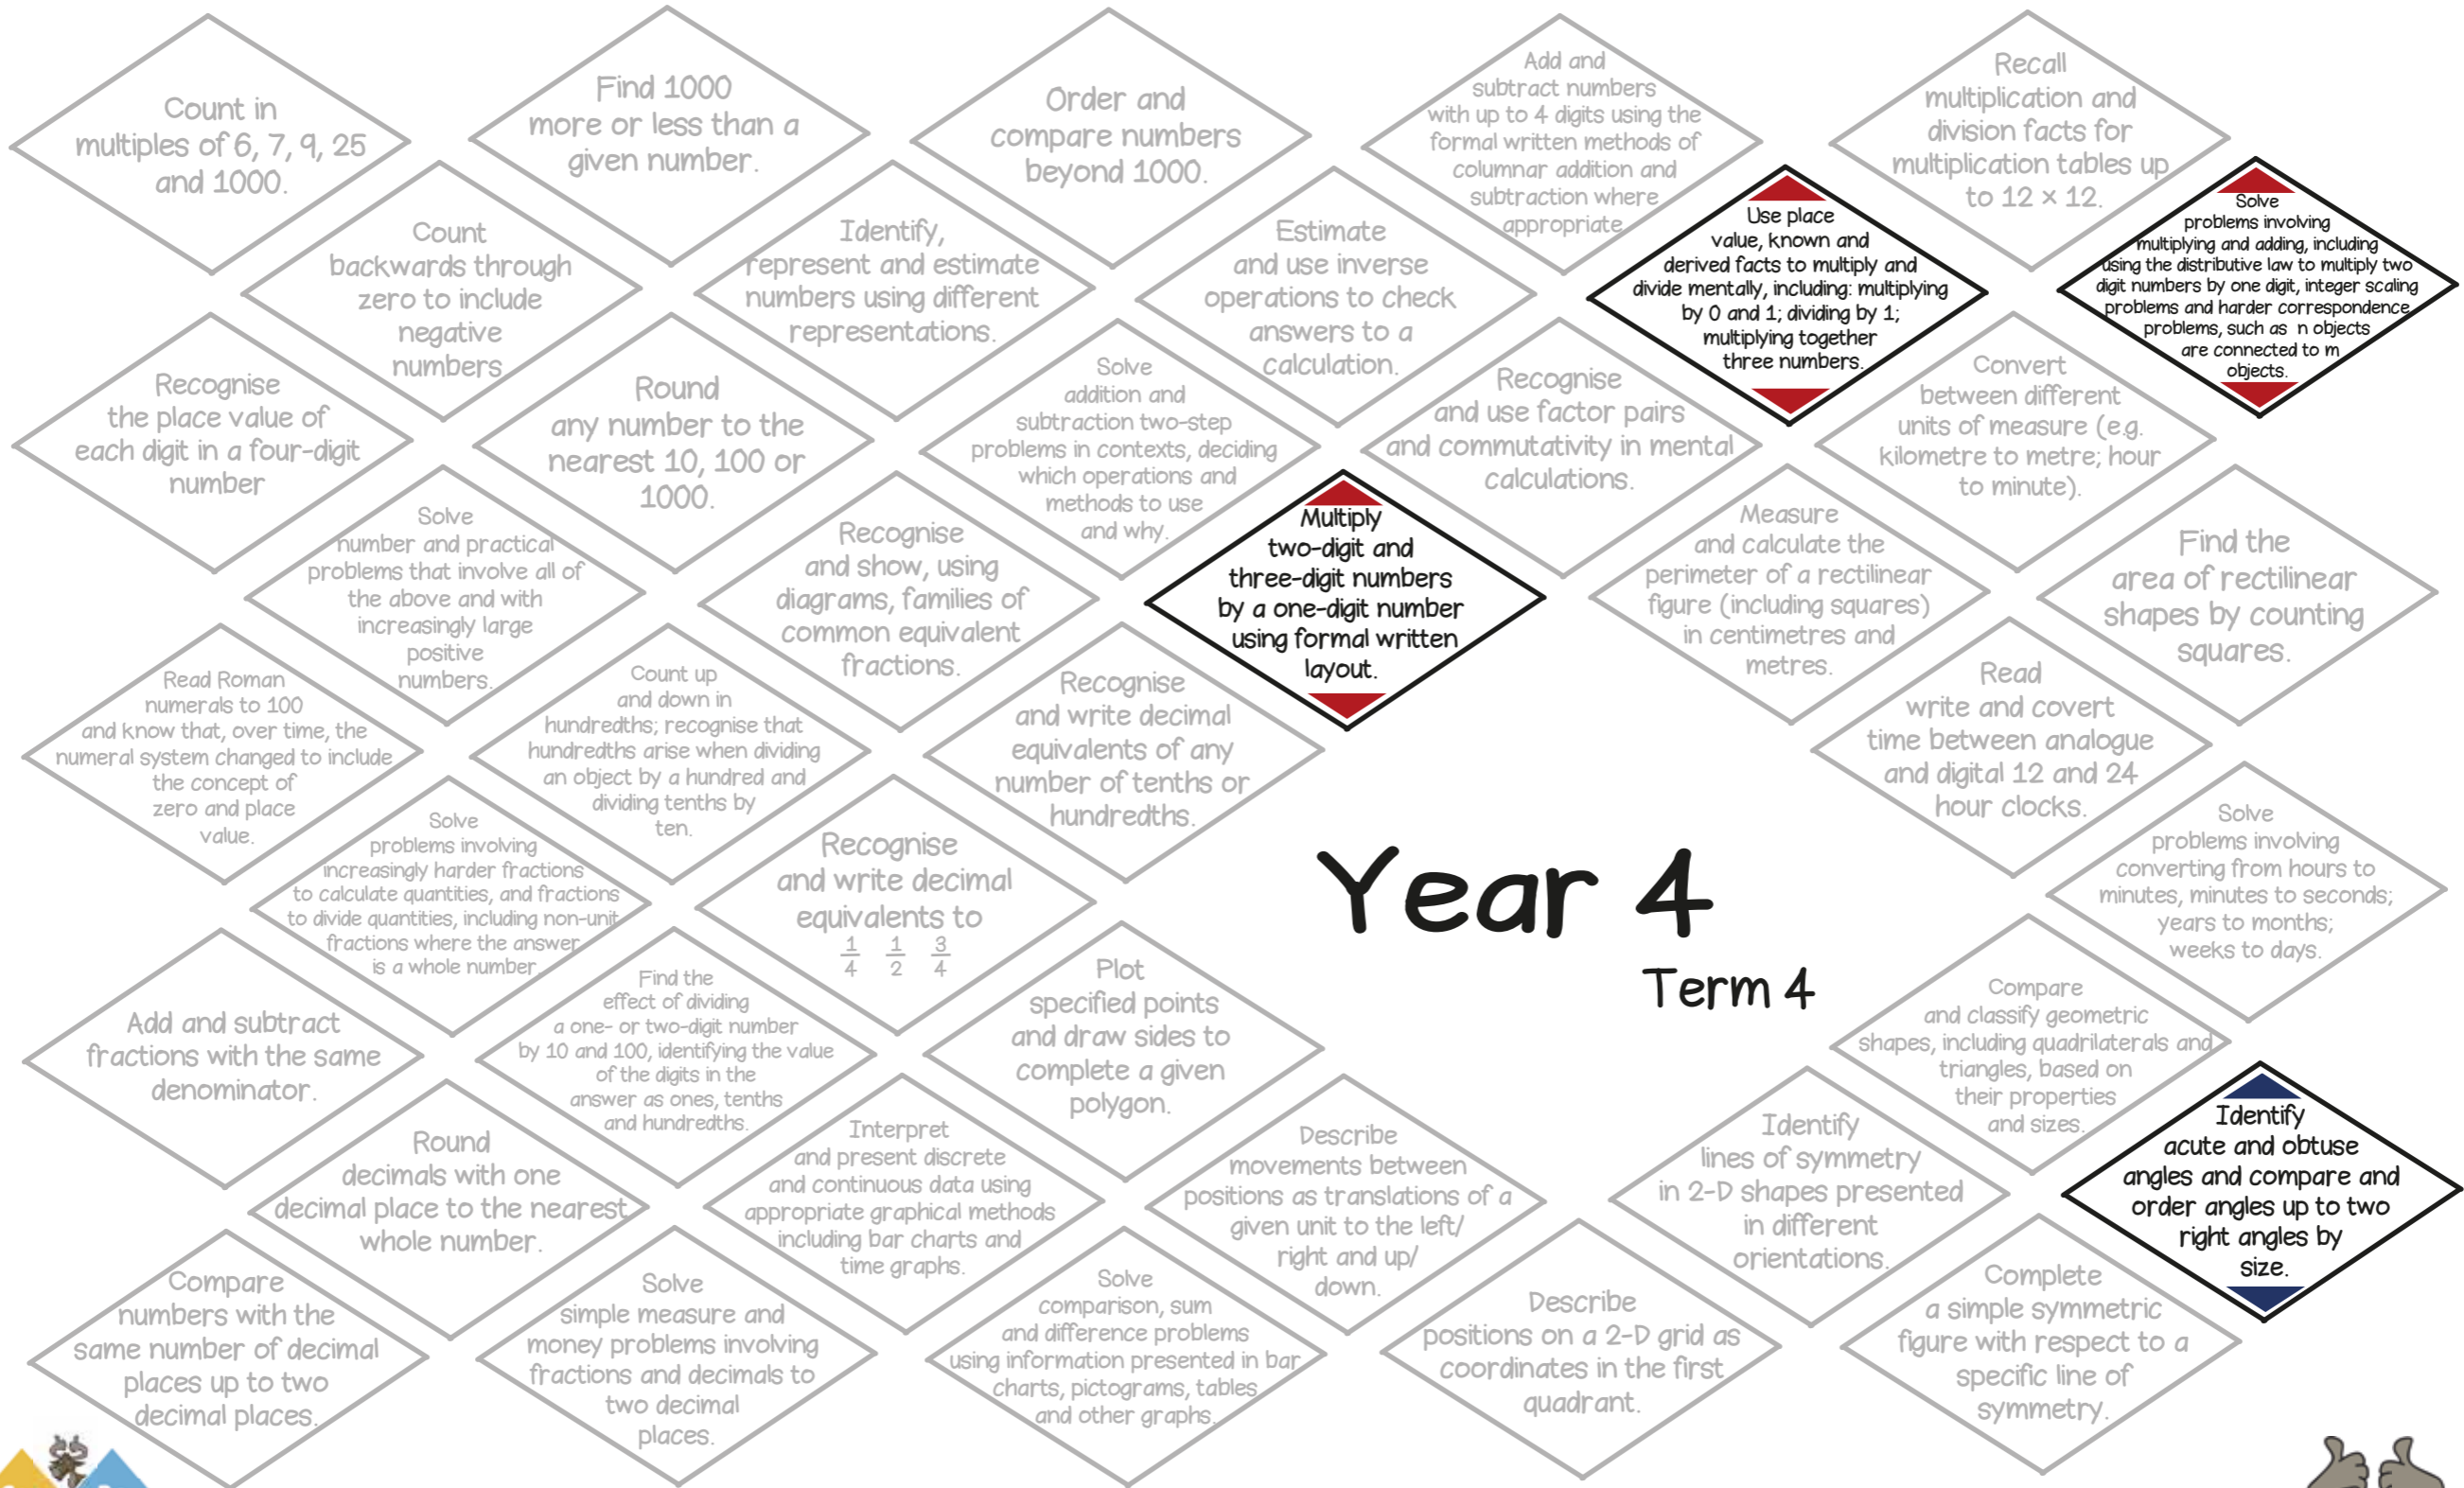 Count in
multiples of 6, 7, 9, 25
and 1000.
Find 1000
more or less than a
given number.
Order and
compare numbers
beyond 1000.
Add and
subtract numbers
with up to 4 digits using the
formal written methods of
columnar addition and
subtraction where
appropriate
Recall
multiplication and
division facts for
multiplication tables up
to 12 × 12.
Count
backwards through
zero to include
negative
numbers
Identify,
represent and estimate
numbers using different
representations.
Estimate
and use inverse
operations to check
answers to a
calculation.
Use place
value, known and
derived facts to multiply and
divide mentally, including: multiplying
by 0 and 1; dividing by 1;
multiplying together
three numbers.
Solve
problems involving
multiplying and adding, including
using the distributive law to multiply two
digit numbers by one digit, integer scaling
problems and harder correspondence
problems, such as n objects
are connected to m
objects.
Recognise
the place value of
each digit in a four-digit
number
Round
any number to the
nearest 10, 100 or
1000.
Solve
addition and
subtraction two-step
problems in contexts, deciding
which operations and
methods to use
and why.
Recognise
and use factor pairs
and commutativity in mental
calculations.
Convert
between different
units of measure (e.g.
kilometre to metre; hour
to minute).
Solve
number and practical
problems that involve all of
the above and with
increasingly large
positive
numbers.
Recognise
and show, using
diagrams, families of
common equivalent
fractions.
Multiply
two-digit and
three-digit numbers
by a one-digit number
using formal written
layout.
Measure
and calculate the
perimeter of a rectilinear
figure (including squares)
in centimetres and
metres.
Find the
area of rectilinear
shapes by counting
squares.
Read Roman
numerals to 100
and know that, over time, the
numeral system changed to include
the concept of
zero and place
value.
Count up
and down in
hundredths; recognise that
hundredths arise when dividing
an object by a hundred and
dividing tenths by
ten.
Recognise
and write decimal
equivalents of any
number of tenths or
hundredths.
Read
write and covert
time between analogue
and digital 12 and 24
hour clocks.
Solve
problems involving
increasingly harder fractions
to calculate quantities, and fractions
to divide quantities, including non-unit
fractions where the answer
is a whole number.
Recognise
and write decimal
equivalents to
1/4 1/2 3/4
Year 4
Term 4
Solve
problems involving
converting from hours to
minutes, minutes to seconds;
years to months;
weeks to days.
Add and subtract
fractions with the same
denominator.
Find the
effect of dividing
a one- or two-digit number
by 10 and 100, identifying the value
of the digits in the
answer as ones, tenths
and hundredths.
Plot
specified points
and draw sides to
complete a given
polygon.
Compare
and classify geometric
shapes, including quadrilaterals and
triangles, based on
their properties
and sizes.
Round
decimals with one
decimal place to the nearest
whole number.
Interpret
and present discrete
and continuous data using
appropriate graphical methods
including bar charts and
time graphs.
Describe
movements between
positions as translations of a
given unit to the left/
right and up/
down.
Identify
lines of symmetry
in 2-D shapes presented
in different
orientations.
Identify
acute and obtuse
angles and compare and
order angles up to two
right angles by
size.
Compare
numbers with the
same number of decimal
places up to two
decimal places.
Solve
simple measure and
money problems involving
fractions and decimals to
two decimal
places.
Solve
comparison, sum
and difference problems
using information presented in bar
charts, pictograms, tables
and other graphs.
Describe
positions on a 2-D grid as
coordinates in the first
quadrant.
Complete
a simple symmetric
figure with respect to a
specific line of
symmetry.